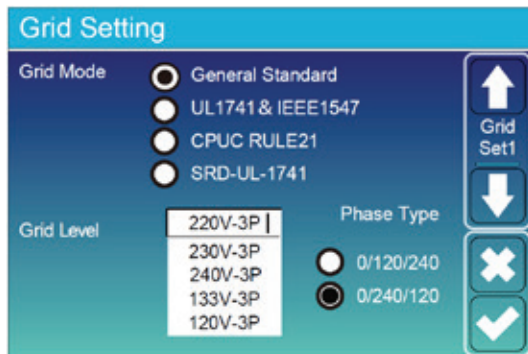 Grid Setting
Grid Mode
General Standard
UL1741 & IEEE1547
CPUC RULE21
SRD-UL-1741
Grid Level
220V-3P
230V-3P
240V-3P
133V-3P
120V-3P
Phase Type
0/120/240
0/240/120
Grid
Set1